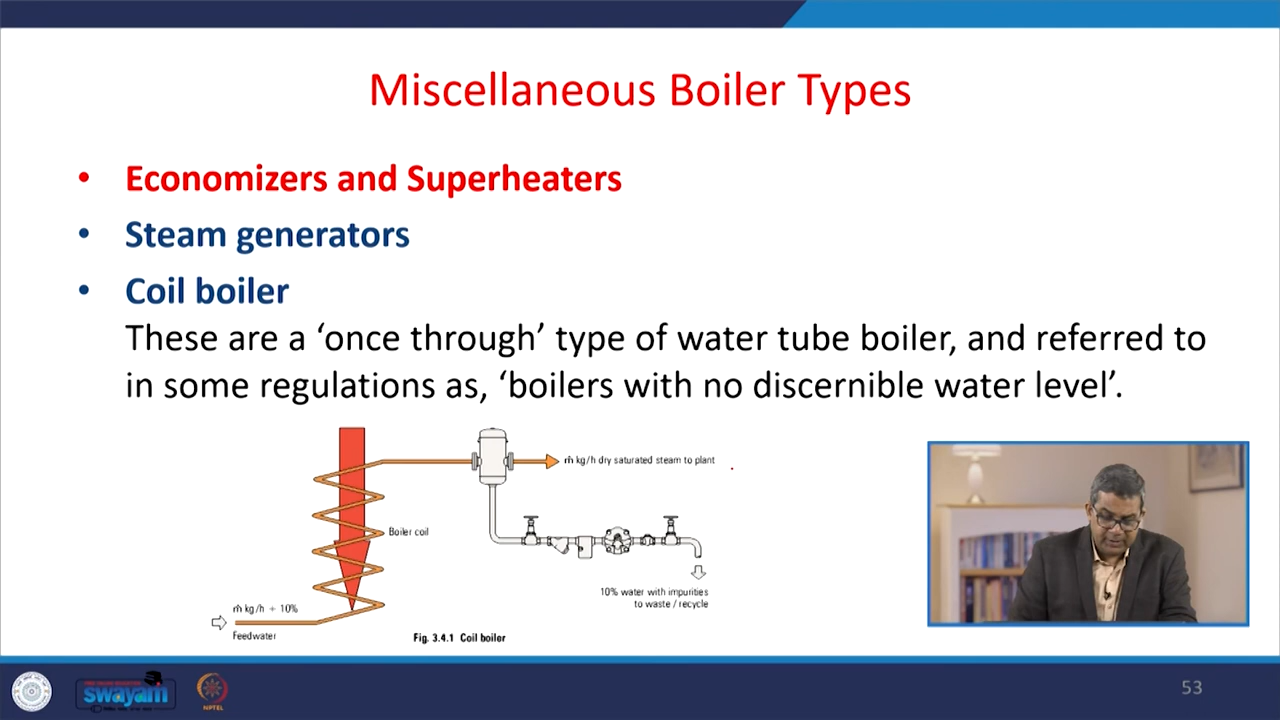 Miscellaneous Boiler Types
• Economizers and Superheaters
• Steam generators
• Coil boiler
These are a ‘once through’ type of water tube boiler, and referred to
in some regulations as, ‘boilers with no discernible water level’.
ṁ kg/h dry saturated steam to plant
Boiler coil
10% water with impurities
to waste / recycle
ṁ kg/h + 10%
Feedwater
Fig. 3.4.1 Coil boiler
swayam
NPTEL
53